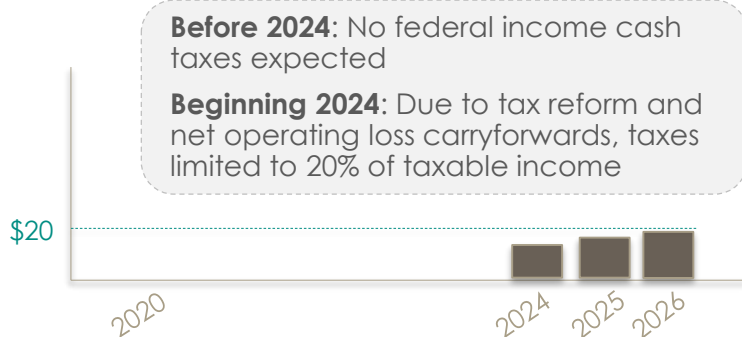 Before 2024: No federal income cash
taxes expected
Beginning 2024: Due to tax reform and
net operating loss carryforwards, taxes
limited to 20% of taxable income
$20
2020
2024
2025
2026